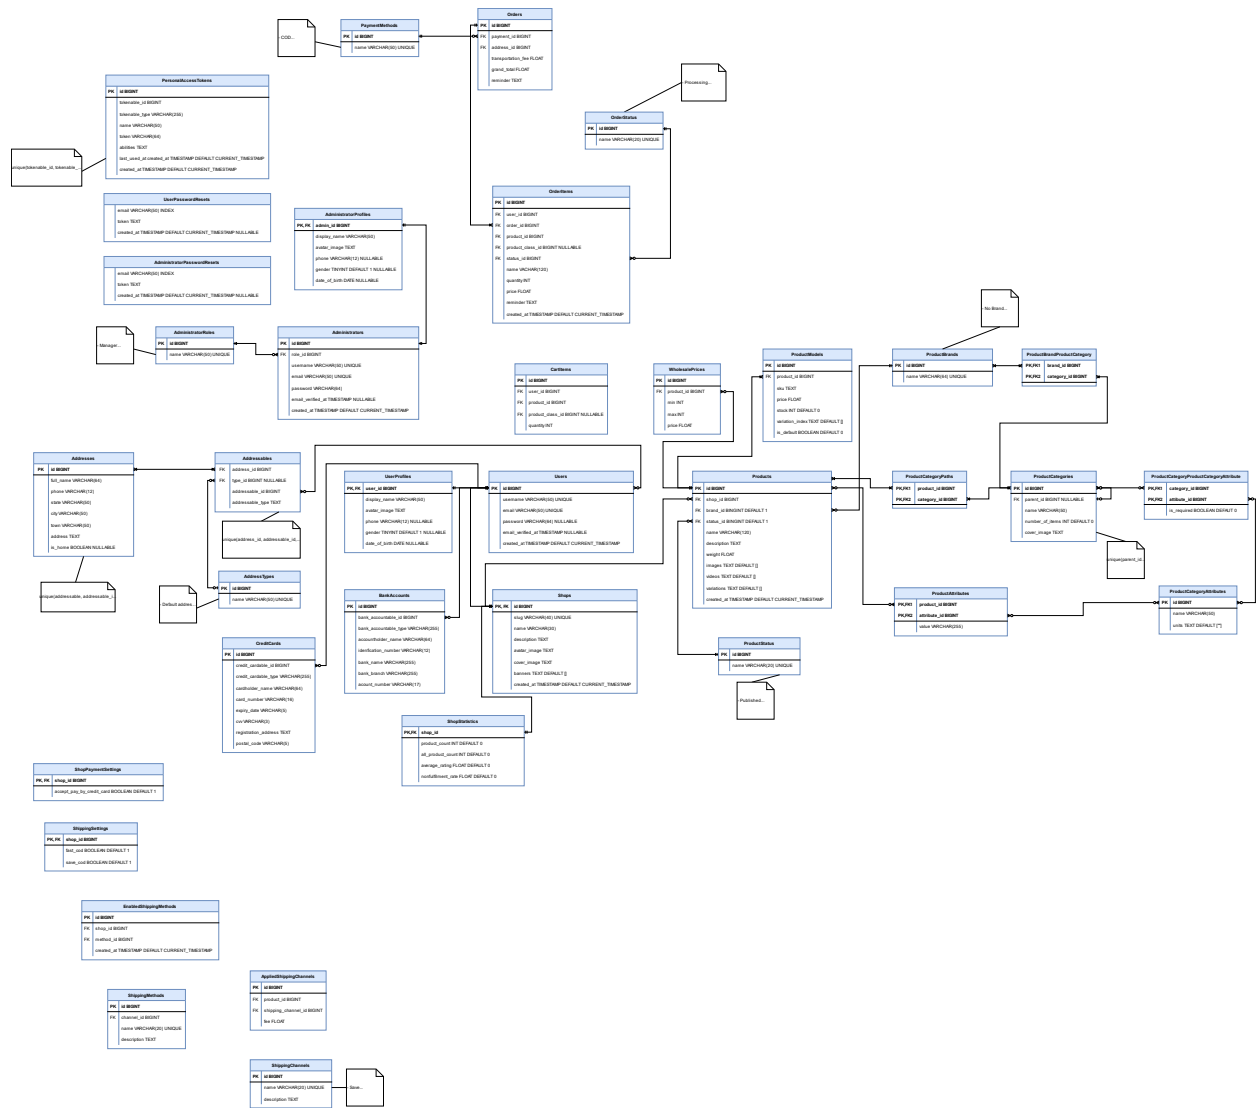 Orders
PK id BIGINT
FK payment_id BIGINT
FK address_id BIGINT
transportation_fee FLOAT
grand_total FLOAT
reminder TEXT
PaymentMethods
PK id BIGINT
name VARCHAR(50) UNIQUE
- COD...
PersonalAccessTokens
PK id BIGINT
tokenable_id BIGINT
tokenable_type VARCHAR(255)
name VARCHAR(50)
token VARCHAR(64)
abilities TEXT
last_used_at created_at TIMESTAMP DEFAULT CURRENT_TIMESTAMP
created_at TIMESTAMP DEFAULT CURRENT_TIMESTAMP
unique(tokenable_id, tokenable_...
- Processing...
OrderStatus
PK id BIGINT
name VARCHAR(20) UNIQUE
UserPasswordResets
email VARCHAR(50) INDEX
token TEXT
created_at TIMESTAMP DEFAULT CURRENT_TIMESTAMP NULLABLE
AdministratorPasswordResets
email VARCHAR(50) INDEX
token TEXT
created_at TIMESTAMP DEFAULT CURRENT_TIMESTAMP NULLABLE
AdministratorProfiles
PK, FK admin_id BIGINT
display_name VARCHAR(50)
avatar_image TEXT
phone VARCHAR(12) NULLABLE
gender TINYINT DEFAULT 1 NULLABLE
date_of_birth DATE NULLABLE
OrderItems
PK id BIGINT
FK user_id BIGINT
FK order_id BIGINT
FK product_id BIGINT
FK product_class_id BIGINT NULLABLE
FK status_id BIGINT
name VARCHAR(120)
quantity INT
price FLOAT
reminder TEXT
created_at TIMESTAMP DEFAULT CURRENT_TIMESTAMP
- Manager...
AdministratorRoles
PK id BIGINT
name VARCHAR(50) UNIQUE
Administrators
PK id BIGINT
FK role_id BIGINT
username VARCHAR(50) UNIQUE
email VARCHAR(50) UNIQUE
password VARCHAR(64)
email_verified_at TIMESTAMP NULLABLE
created_at TIMESTAMP DEFAULT CURRENT_TIMESTAMP
CartItems
PK id BIGINT
FK user_id BIGINT
FK product_id BIGINT
FK product_class_id BIGINT NULLABLE
quantity INT
WholesalePrices
PK id BIGINT
FK product_id BIGINT
min INT
max INT
price FLOAT
ProductModels
PK id BIGINT
FK product_id BIGINT
sku TEXT
price FLOAT
stock INT DEFAULT 0
variation_index TEXT DEFAULT []
is_default BOOLEAN DEFAULT 0
- No Brand...
ProductBrands
PK id BIGINT
name VARCHAR(64) UNIQUE
ProductBrandProductCategory
PK,FK1 brand_id BIGINT
PK,FK2 category_id BIGINT
Addresses
PK id BIGINT
full_name VARCHAR(64)
phone VARCHAR(12)
state VARCHAR(50)
city VARCHAR(50)
town VARCHAR(50)
address TEXT
is_home BOOLEAN NULLABLE
unique(addressable, addressable_i...
Addressables
FK address_id BIGINT
FK type_id BIGINT NULLABLE
addressable_id BIGINT
addressable_type TEXT
unique(address_id, addressable_id...
AddressTypes
PK id BIGINT
name VARCHAR(50) UNIQUE
- Default addres...
UserProfiles
PK, FK user_id BIGINT
display_name VARCHAR(50)
avatar_image TEXT
phone VARCHAR(12) NULLABLE
gender TINYINT DEFAULT 1 NULLABLE
date_of_birth DATE NULLABLE
Users
PK id BIGINT
username VARCHAR(50) UNIQUE
email VARCHAR(50) UNIQUE
password VARCHAR(64) NULLABLE
email_verified_at TIMESTAMP NULLABLE
created_at TIMESTAMP DEFAULT CURRENT_TIMESTAMP
Products
PK id BIGINT
FK shop_id BIGINT
FK brand_id BINGINT DEFAULT 1
FK status_id BINGINT DEFAULT 1
name VARCHAR(120)
description TEXT
weight FLOAT
images TEXT DEFAULT []
videos TEXT DEFAULT []
variations TEXT DEFAULT []
created_at TIMESTAMP DEFAULT CURRENT_TIMESTAMP
ProductCategoryPaths
PK,FK1 product_id BIGINT
PK,FK2 category_id BIGINT
ProductCategories
PK id BIGINT
FK parent_id BIGINT NULLABLE
name VARCHAR(50)
number_of_items INT DEFAULT 0
cover_image TEXT
unique(parent_id...
ProductCategoryProductCategoryAttribute
PK,FK1 category_id BIGINT
PK,FK2 attribute_id BIGINT
is_required BOOLEAN DEFAULT 0
BankAccounts
PK id BIGINT
bank_accountable_id BIGINT
bank_accountable_type VARCHAR(255)
accountholder_name VARCHAR(64)
bank_name VARCHAR(255)
bank_branch VARCHAR(255)
account_number VARCHAR(17)
Shops
PK, FK id BIGINT
slug VARCHAR(40) UNIQUE
name VARCHAR(30)
description TEXT
avatar_image TEXT
cover_image TEXT
banners TEXT DEFAULT []
created_at TIMESTAMP DEFAULT CURRENT_TIMESTAMP
ProductAttributes
PK,FK1 product_id BIGINT
PK,FK2 attribute_id BIGINT
value VARCHAR(255)
ProductCategoryAttributes
PK id BIGINT
name VARCHAR(50)
units TEXT DEFAULT [""]
CreditCards
PK id BIGINT
credit_cardable_id BIGINT
credit_cardable_type VARCHAR(255)
cardholder_name VARCHAR(64)
card_number VARCHAR(16)
expiry_date VARCHAR(5)
cvv VARCHAR(3)
registration_address TEXT
postal_code VARCHAR(5)
ProductStatus
PK id BIGINT
name VARCHAR(20) UNIQUE
- Published...
ShopStatistics
PK,FK shop_id
product_count INT DEFAULT 0
all_product_count INT DEFAULT 0
average_rating FLOAT DEFAULT 0
nonfulfilment_rate FLOAT DEFAULT 0
ShopPaymentSettings
PK, FK shop_id BIGINT
accept_pay_by_credit_card BOOLEAN DEFAULT 1
ShippingSettings
PK, FK shop_id BIGINT
fast_cod BOOLEAN DEFAULT 1
save_cod BOOLEAN DEFAULT 1
EnabledShippingMethods
PK id BIGINT
FK shop_id BIGINT
FK method_id BIGINT
created_at TIMESTAMP DEFAULT CURRENT_TIMESTAMP
ShippingMethods
PK id BIGINT
FK channel_id BIGINT
name VARCHAR(20) UNIQUE
description TEXT
AppliedShippingChannels
PK id BIGINT
FK product_id BIGINT
FK shipping_channel_id BIGINT
fee FLOAT
ShippingChannels
PK id BIGINT
name VARCHAR(20) UNIQUE
description TEXT
- Save...